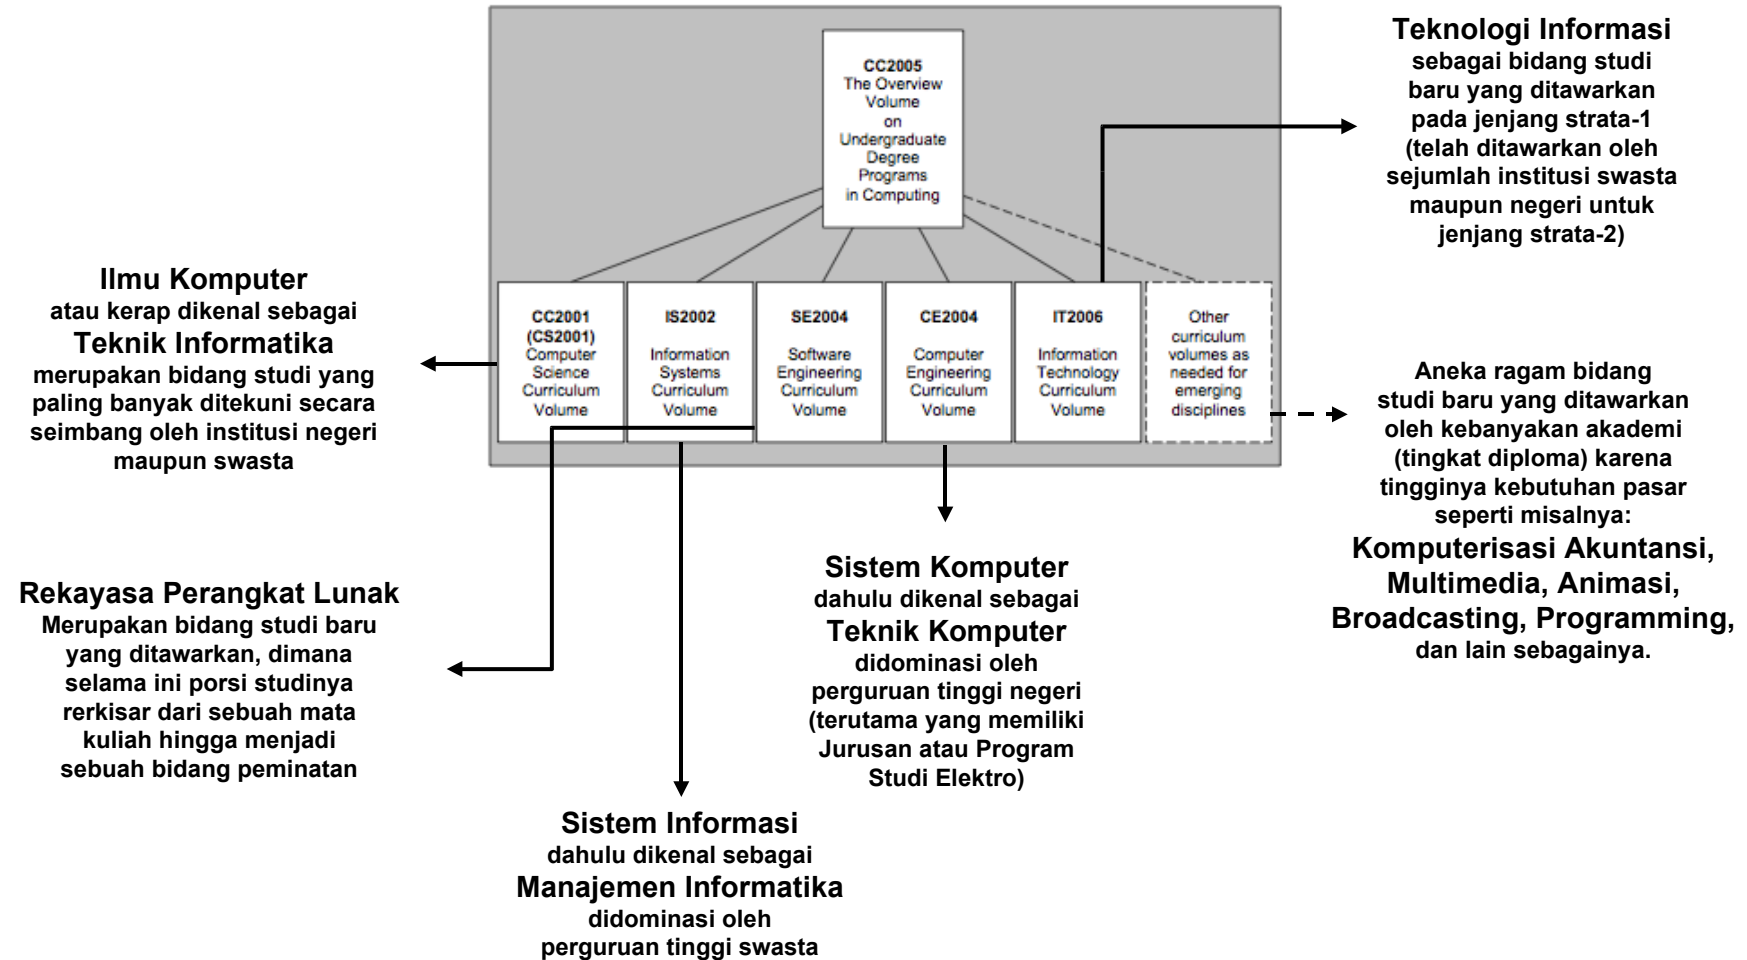 CC2005
The Overview
Volume
on
Undergraduate
Degree
Programs
in Computing
CC2001
(CS2001)
Computer
Science
Curriculum
Volume
IS2002
Information
Systems
Curriculum
Volume
SE2004
Software
Engineering
Curriculum
Volume
CE2004
Computer
Engineering
Curriculum
Volume
IT2006
Information
Technology
Curriculum
Volume
Other
curriculum
volumes as
needed for
emerging
disciplines
Teknologi Informasi
sebagai bidang studi
baru yang ditawarkan
pada jenjang strata-1
(telah ditawarkan oleh
sejumlah institusi swasta
maupun negeri untuk
jenjang strata-2)
Ilmu Komputer
atau kerap dikenal sebagai
Teknik Informatika
merupakan bidang studi yang
paling banyak ditekuni secara
seimbang oleh institusi negeri
maupun swasta
Aneka ragam bidang
studi baru yang ditawarkan
oleh kebanyakan akademi
(tingkat diploma) karena
tingginya kebutuhan pasar
seperti misalnya:
Komputerisasi Akuntansi,
Multimedia, Animasi,
Broadcasting, Programming,
dan lain sebagainya.
Rekayasa Perangkat Lunak
Merupakan bidang studi baru
yang ditawarkan, dimana
selama ini porsi studinya
rerkisar dari sebuah mata
kuliah hingga menjadi
sebuah bidang peminatan
Sistem Komputer
dahulu dikenal sebagai
Teknik Komputer
didominasi oleh
perguruan tinggi negeri
(terutama yang memiliki
Jurusan atau Program
Studi Elektro)
Sistem Informasi
dahulu dikenal sebagai
Manajemen Informatika
didominasi oleh
perguruan tinggi swasta